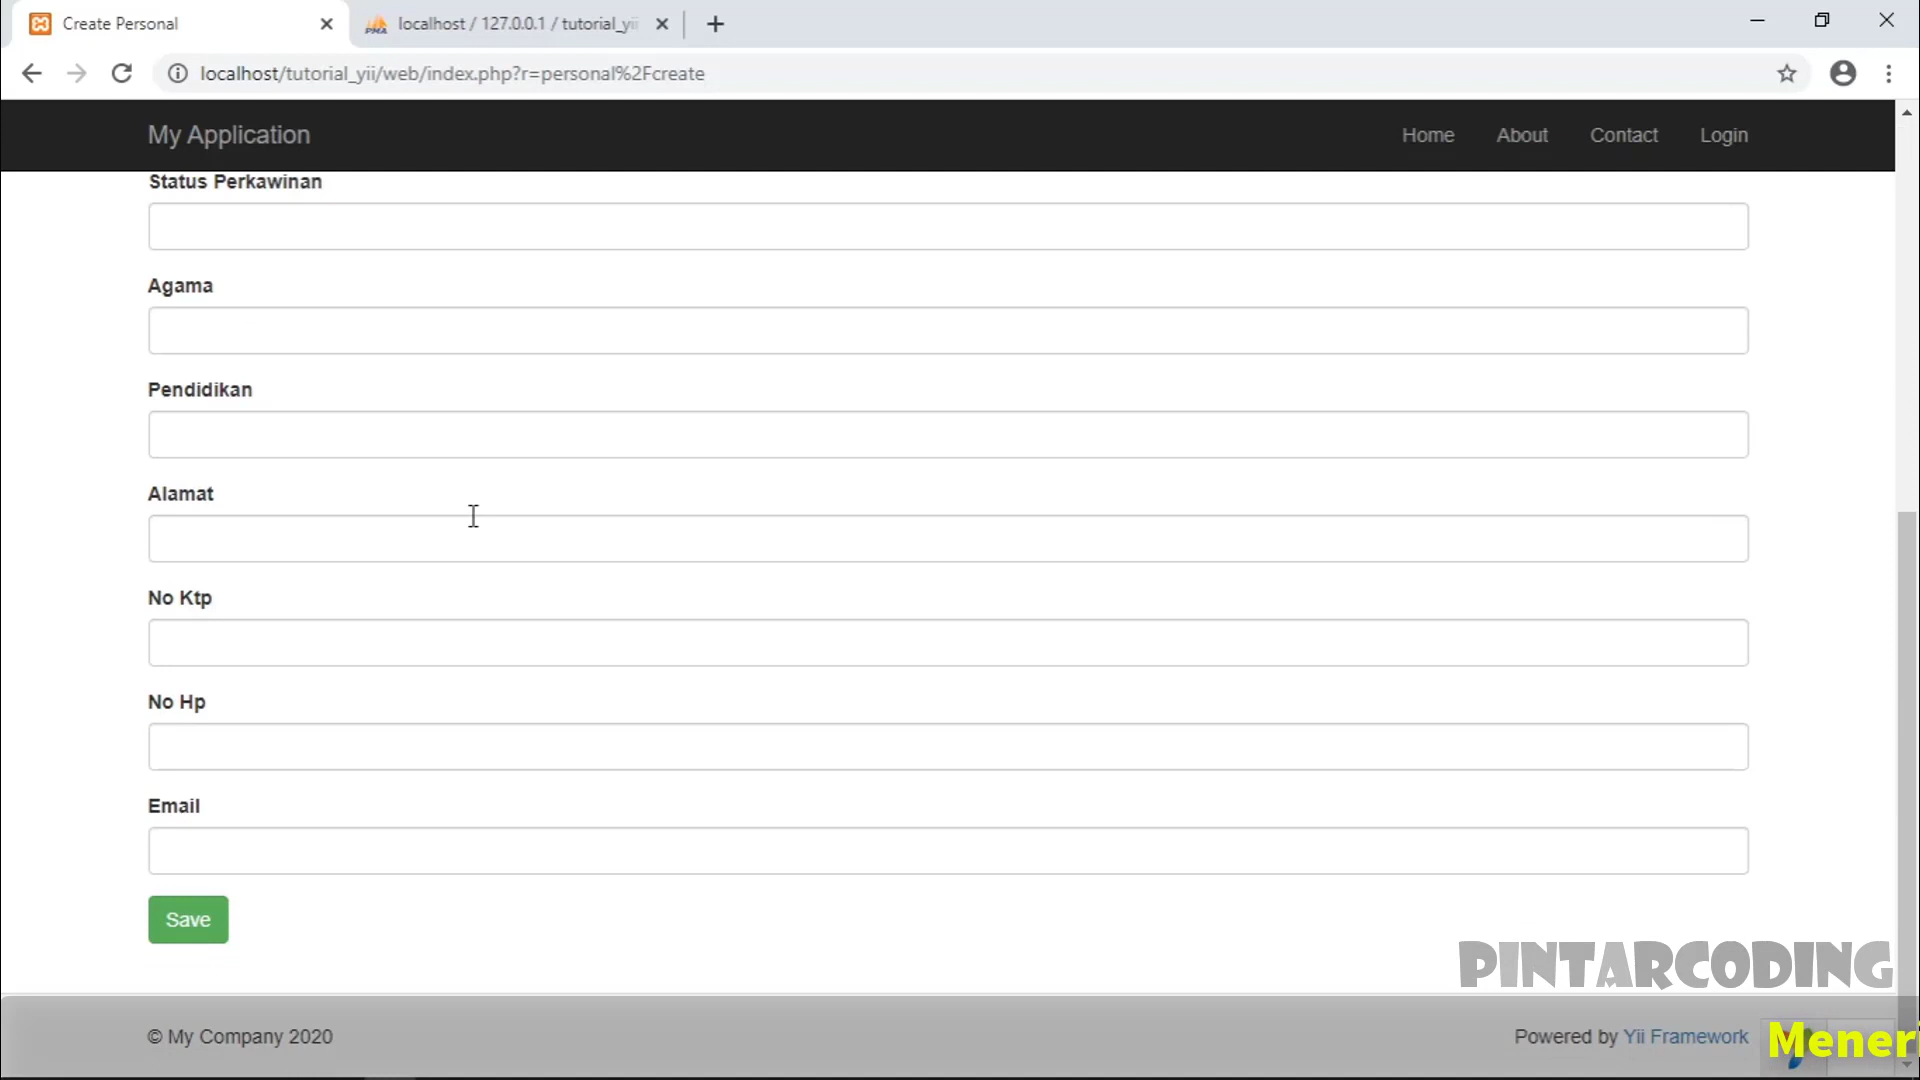 Create Personal
localhost / 127.0.0.1 / tutorial_yii
localhost/tutorial_yii/web/index.php?r=personal%2Fcreate
My Application
Home About Contact Login
Status Perkawinan
Agama
Pendidikan
Alamat
No Ktp
No Hp
Email
Save
PINTARCODING
© My Company 2020
Powered by Yii Framework